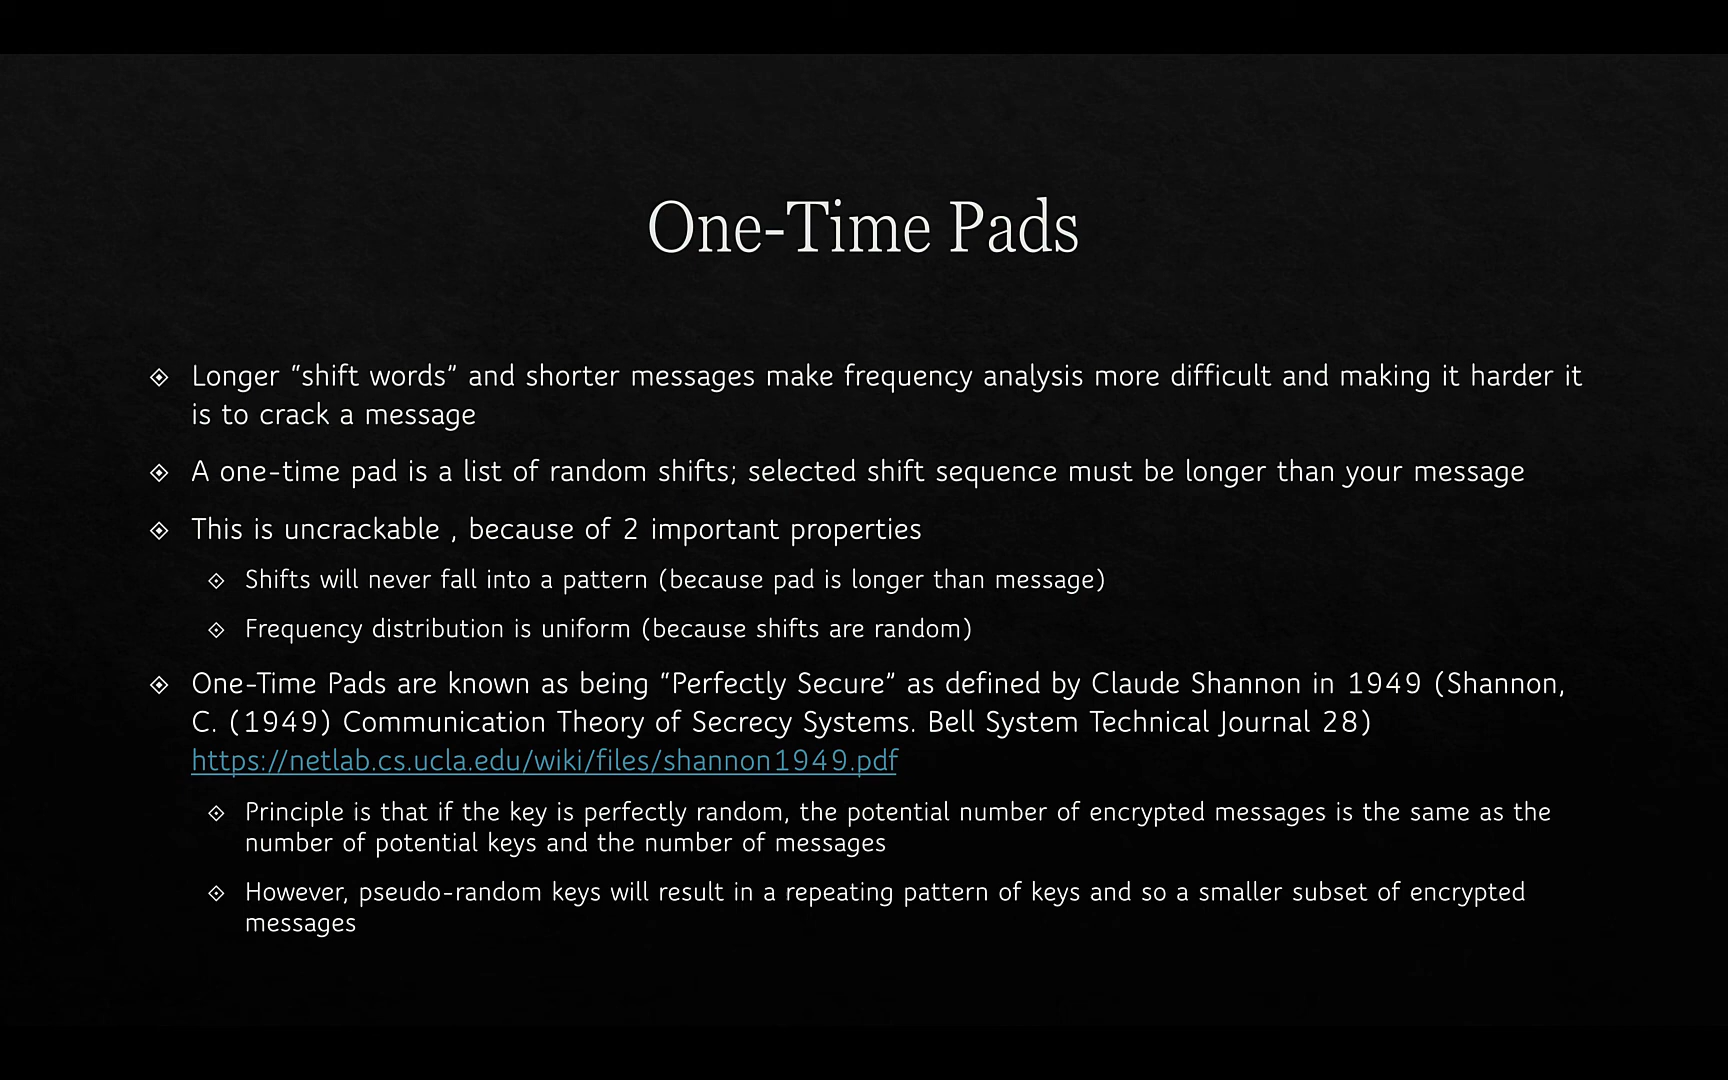 One-Time Pads
Longer “shift words” and shorter messages make frequency analysis more difficult and making it harder it
is to crack a message
A one-time pad is a list of random shifts; selected shift sequence must be longer than your message
This is uncrackable , because of 2 important properties
Shifts will never fall into a pattern (because pad is longer than message)
Frequency distribution is uniform (because shifts are random)
One-Time Pads are known as being “Perfectly Secure” as defined by Claude Shannon in 1949 (Shannon,
C. (1949) Communication Theory of Secrecy Systems. Bell System Technical Journal 28)
https://netlab.cs.ucla.edu/wiki/files/shannon1949.pdf
Principle is that if the key is perfectly random, the potential number of encrypted messages is the same as the
number of potential keys and the number of messages
However, pseudo-random keys will result in a repeating pattern of keys and so a smaller subset of encrypted
messages